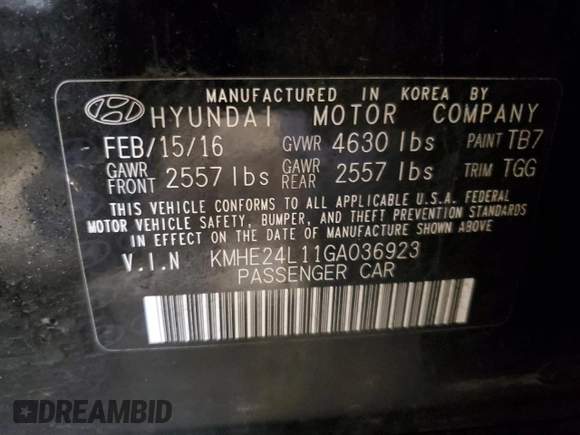 MANUFACTURED IN KOREA BY
HYUNDAI MOTOR COMPANY
FEB/15/16 GVWR 4630 lbs PAINT TB7
GAWR FRONT 2557 lbs GAWR REAR 2557 lbs TRIM TGG
THIS VEHICLE CONFORMS TO ALL APPLICABLE U.S.A. FEDERAL
MOTOR VEHICLE SAFETY, BUMPER, AND THEFT PREVENTION STANDARDS
IN EFFECT ON THE DATE OF MANUFACTURE SHOWN ABOVE
V.I.N KMHE24L11GA036923
PASSENGER CAR
DREAMBID